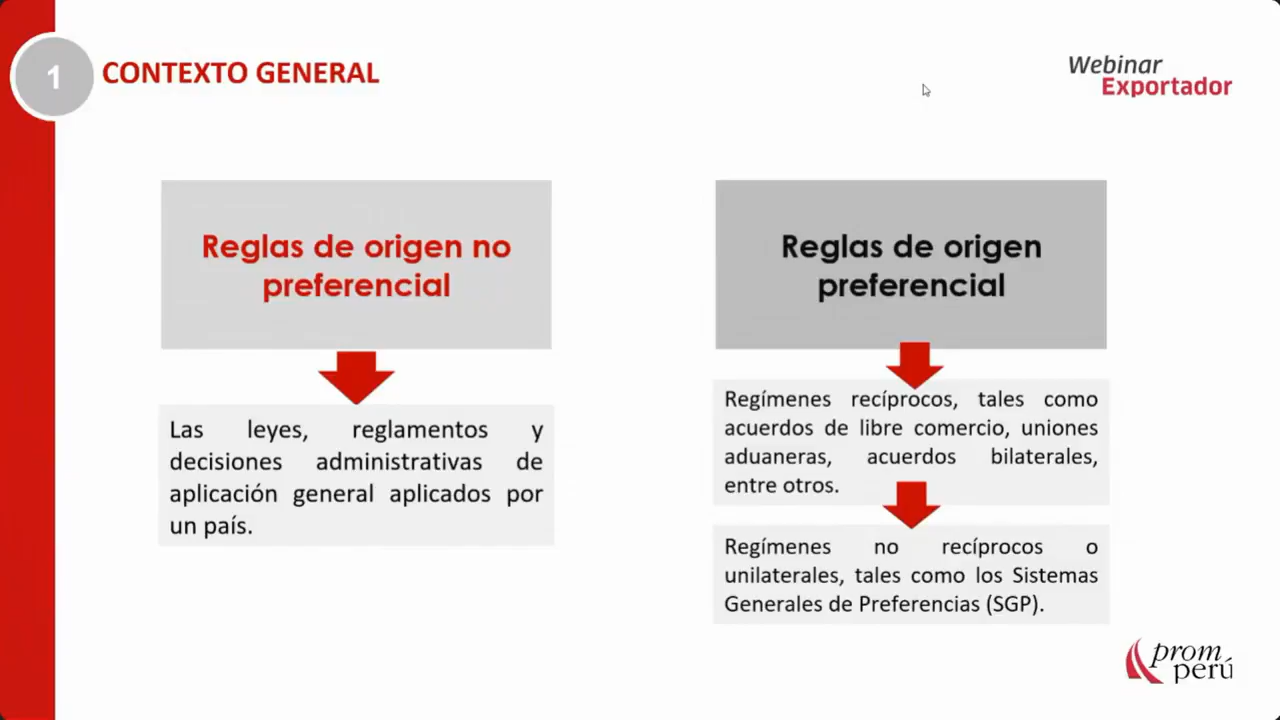 1
CONTEXTO GENERAL
Webinar
Exportador
Reglas de origen no
preferencial
Las leyes, reglamentos y
decisiones administrativas de
aplicación general aplicados por
un país.
Reglas de origen
preferencial
Regímenes recíprocos, tales como
acuerdos de libre comercio, uniones
aduaneras, acuerdos bilaterales,
entre otros.
Regímenes no recíprocos o
unilaterales, tales como los Sistemas
Generales de Preferencias (SGP).
prom
perú